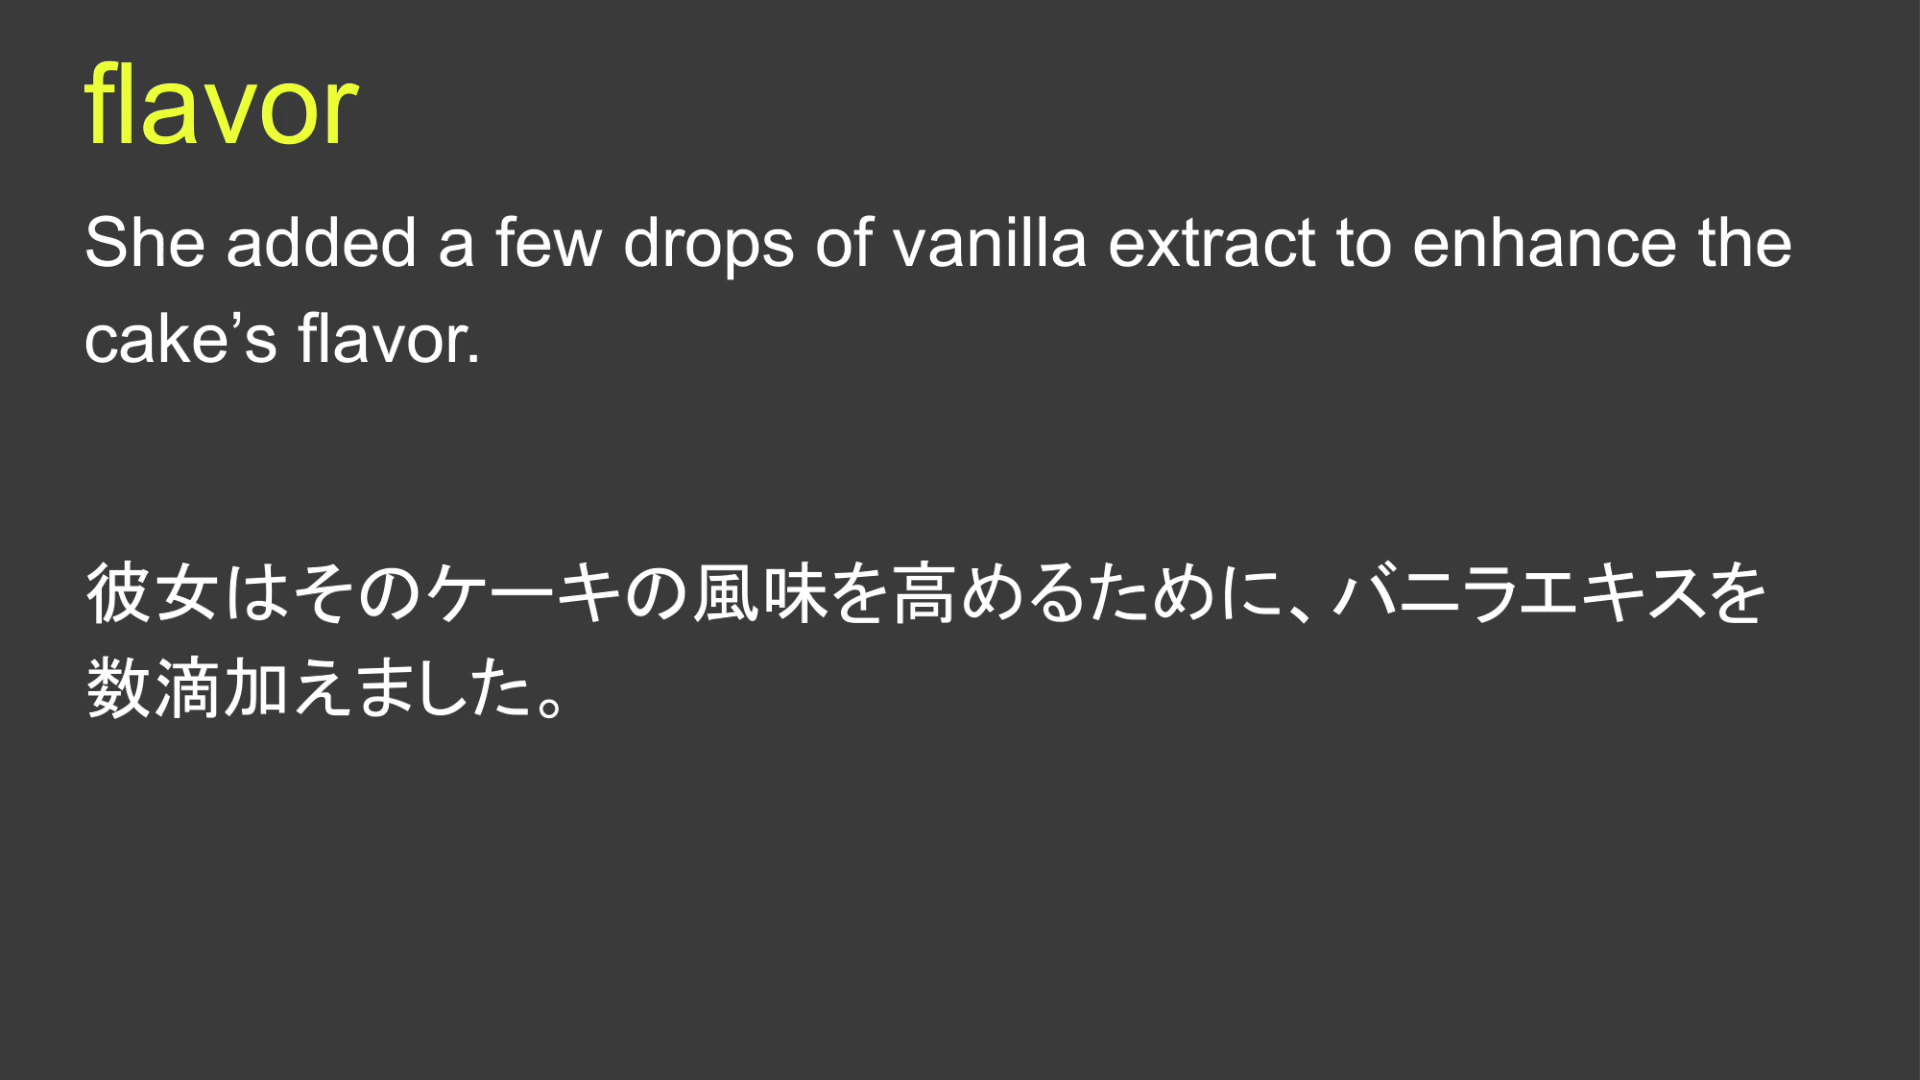 flavor
She added a few drops of vanilla extract to enhance the
cake’s flavor.
彼女はそのケーキの風味を高めるために、バニラエキスを
数滴加えました。